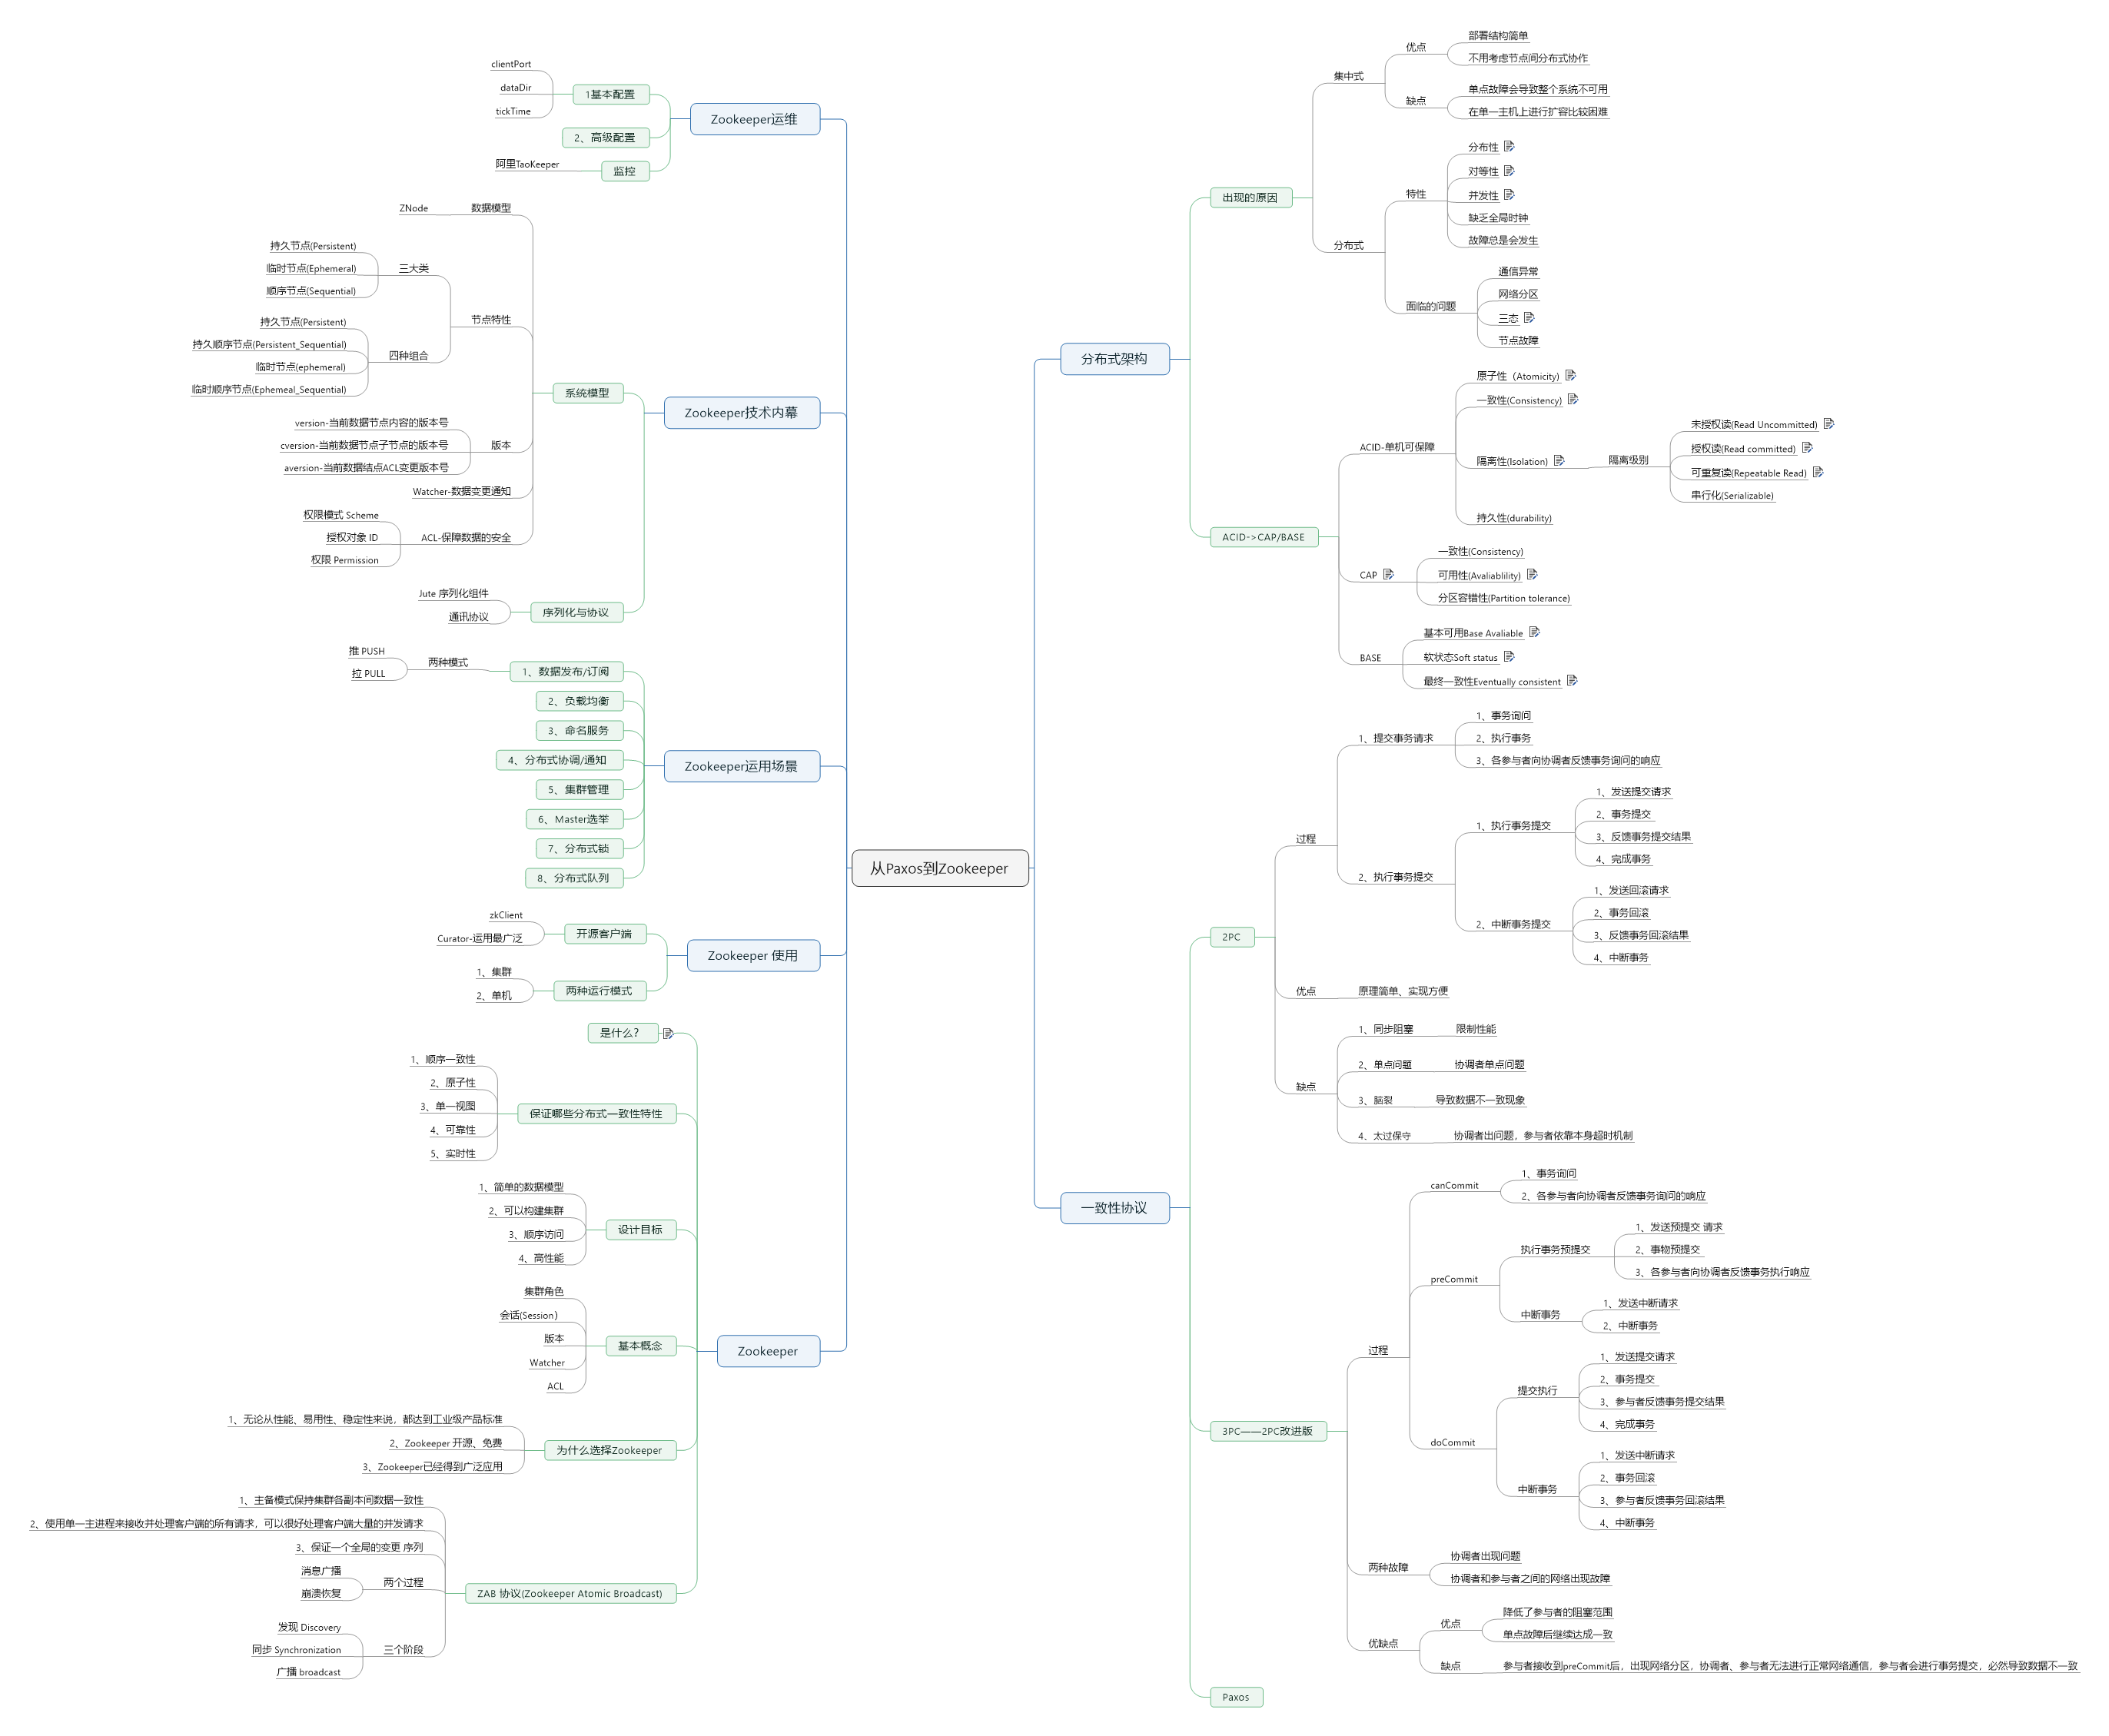 从Paxos到Zookeeper
分布式架构
出现的原因
集中式
优点
部署结构简单
不用考虑节点间分布式协作
缺点
单点故障会导致整个系统不可用
在单一主机上进行扩容比较困难
分布式
特性
分布性
对等性
并发性
缺乏全局时钟
故障总是会发生
面临的问题
通信异常
网络分区
三态
节点故障
ACID->CAP/BASE
ACID-单机可保障
原子性（Atomicity)
一致性(Consistency)
隔离性(Isolation)
隔离级别
未授权读(Read Uncommitted)
授权读(Read committed)
可重复读(Repeatable Read)
串行化(Serializable)
持久性(durability)
CAP
一致性(Consistency)
可用性(Avaliablility)
分区容错性(Partition tolerance)
BASE
基本可用Base Avaliable
软状态Soft status
最终一致性Eventually consistent
一致性协议
2PC
过程
1、提交事务请求
1、事务询问
2、执行事务
3、各参与者向协调者反馈事务询问的响应
2、执行事务提交
1、执行事务提交
1、发送提交请求
2、事务提交
3、反馈事务提交结果
4、完成事务
2、中断事务提交
1、发送回滚请求
2、事务回滚
3、反馈事务回滚结果
4、中断事务
优点
原理简单、实现方便
缺点
1、同步阻塞
限制性能
2、单点问题
协调者单点问题
3、脑裂
导致数据不一致现象
4、太过保守
协调者出问题，参与者依靠本身超时机制
3PC——2PC改进版
过程
canCommit
1、事务询问
2、各参与者向协调者反馈事务询问的响应
preCommit
执行事务预提交
1、发送预提交 请求
2、事物预提交
3、各参与者向协调者反馈事务执行响应
中断事务
1、发送中断请求
2、中断事务
doCommit
提交执行
1、发送提交请求
2、事务提交
3、参与者反馈事务提交结果
4、完成事务
中断事务
1、发送中断请求
2、事务回滚
3、参与者反馈事务回滚结果
4、中断事务
两种故障
协调者出现问题
协调者和参与者之间的网络出现故障
优缺点
优点
降低了参与者的阻塞范围
单点故障后继续达成一致
缺点
参与者接收到preCommit后，出现网络分区，协调者、参与者无法进行正常网络通信，参与者会进行事务提交，必然导致数据不一致
Paxos
Zookeeper运维
1基本配置
clientPort
dataDir
tickTime
2、高级配置
监控
阿里TaoKeeper
Zookeeper技术内幕
系统模型
数据模型
ZNode
节点特性
三大类
持久节点(Persistent)
临时节点(Ephemeral)
顺序节点(Sequential)
四种组合
持久节点(Persistent)
持久顺序节点(Persistent_Sequential)
临时节点(ephemeral)
临时顺序节点(Ephemeal_Sequential)
版本
version-当前数据节点内容的版本号
cversion-当前数据节点子节点的版本号
aversion-当前数据结点ACL变更版本号
Watcher-数据变更通知
ACL-保障数据的安全
权限模式 Scheme
授权对象 ID
权限 Permission
序列化与协议
Jute 序列化组件
通讯协议
Zookeeper运用场景
1、数据发布/订阅
两种模式
推 PUSH
拉 PULL
2、负载均衡
3、命名服务
4、分布式协调/通知
5、集群管理
6、Master选举
7、分布式锁
8、分布式队列
Zookeeper 使用
开源客户端
zkClient
Curator-运用最广泛
两种运行模式
1、集群
2、单机
Zookeeper
是什么？
保证哪些分布式一致性特性
1、顺序一致性
2、原子性
3、单一视图
4、可靠性
5、实时性
设计目标
1、简单的数据模型
2、可以构建集群
3、顺序访问
4、高性能
基本概念
集群角色
会话(Session）
版本
Watcher
ACL
为什么选择Zookeeper
1、无论从性能、易用性、稳定性来说，都达到工业级产品标准
2、Zookeeper 开源、免费
3、Zookeeper已经得到广泛应用
ZAB 协议(Zookeeper Atomic Broadcast)
1、主备模式保持集群各副本间数据一致性
2、使用单一主进程来接收并处理客户端的所有请求，可以很好处理客户端大量的并发请求
3、保证一个全局的变更 序列
两个过程
消息广播
崩溃恢复
三个阶段
发现 Discovery
同步 Synchronization
广播 broadcast